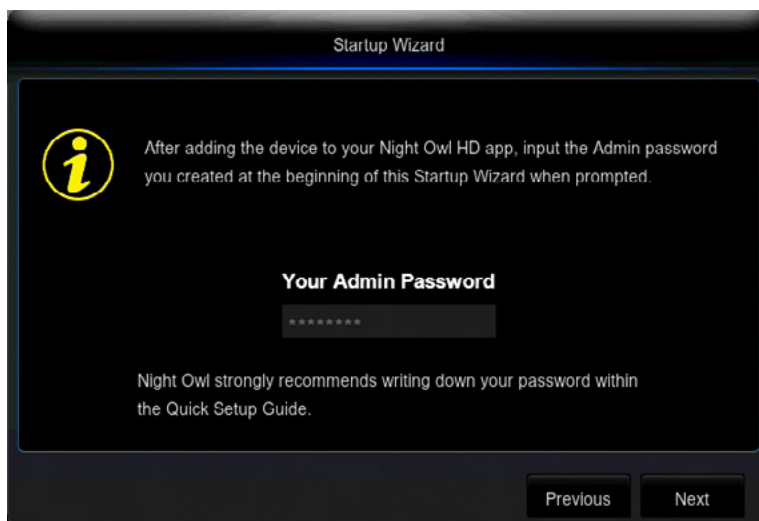 Startup Wizard
After adding the device to your Night Owl HD app, input the Admin password
you created at the beginning of this Startup Wizard when prompted.
Your Admin Password
********
Night Owl strongly recommends writing down your password within
the Quick Setup Guide.
Previous Next